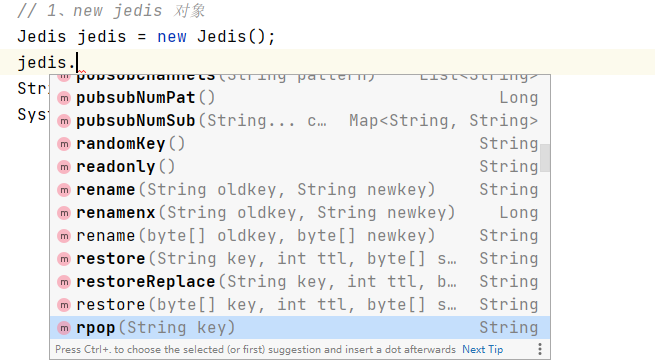 // 1、new jedis 对象
Jedis jedis = new Jedis();
jedis.
Stri
Syst
pubsubChannels(String pattern) List<String>
pubsubNumPat() Long
pubsubNumSub(String... c… Map<String, String>
randomKey() String
readonly() String
rename(String oldkey, String newkey) String
renamenx(String oldkey, String newkey) Long
rename(byte[] oldkey, byte[] newkey) String
restore(String key, int ttl, byte[] s… String
restoreReplace(String key, int ttl, b… String
restore(byte[] key, int ttl, byte[] s… String
rpop(String key) String
Press Ctrl+. to choose the selected (or first) suggestion and insert a dot afterwards Next Tip